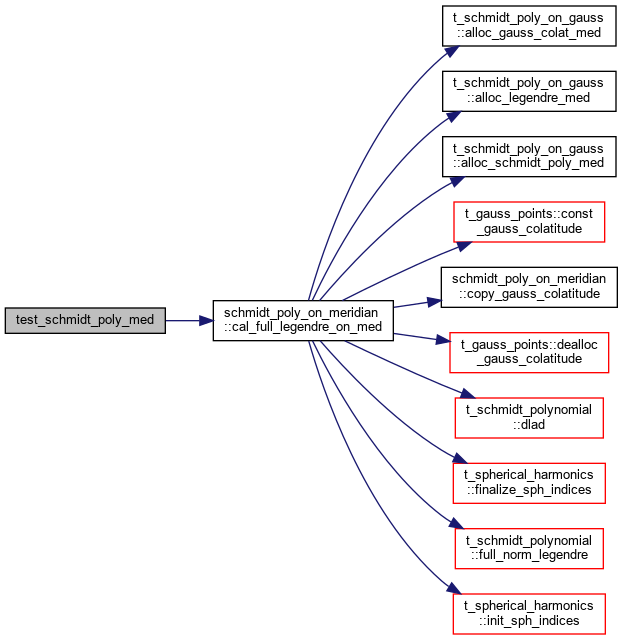 test_schmidt_poly_med
schmidt_poly_on_meridian
::cal_full_legendre_on_med
t_schmidt_poly_on_gauss
::alloc_gauss_colat_med
t_schmidt_poly_on_gauss
::alloc_legendre_med
t_schmidt_poly_on_gauss
::alloc_schmidt_poly_med
t_gauss_points::const
_gauss_colatitude
schmidt_poly_on_meridian
::copy_gauss_colatitude
t_gauss_points::dealloc
_gauss_colatitude
t_schmidt_polynomial
::dlad
t_spherical_harmonics
::finalize_sph_indices
t_schmidt_polynomial
::full_norm_legendre
t_spherical_harmonics
::init_sph_indices